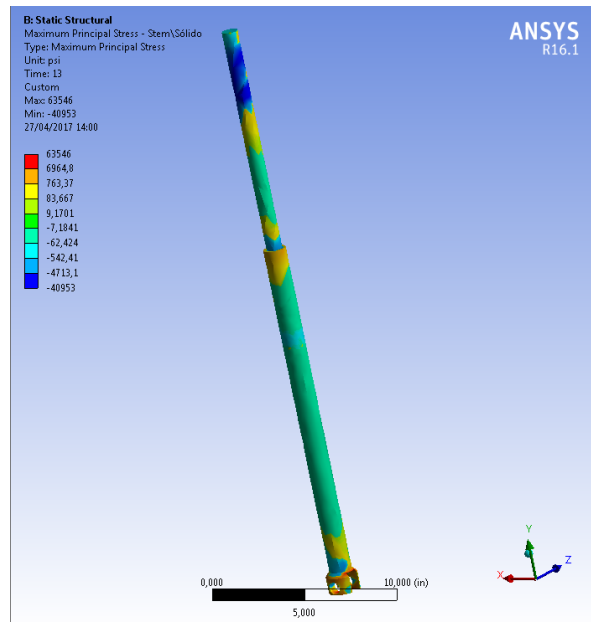 B: Static Structural
Maximum Principal Stress - Stem\Sólido
Type: Maximum Principal Stress
Unit: psi
Time: 13
Custom
Max: 63546
Min: -40953
27/04/2017 14:00
ANSYS
R16.1
63546
6964,8
763,37
83,667
9,1701
-7,1841
-62,424
-542,41
-4713,1
-40953
0,000
10,000 (in)
5,000
Y
X
Z